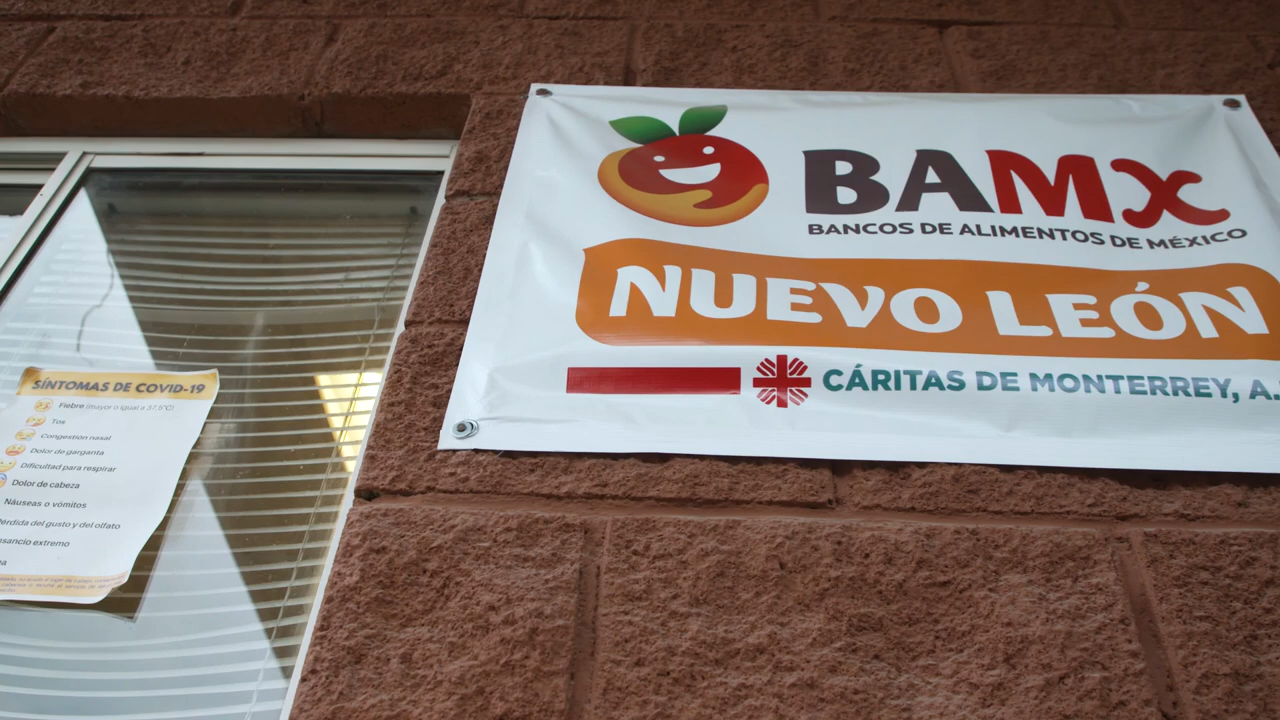 BAMX
BANCOS DE ALIMENTOS DE MÉXICO
NUEVO LEÓN
CÁRITAS DE MONTERREY, A.
SÍNTOMAS DE COVID-19
Fiebre (mayor o igual a 37.5°C)
Tos
Congestión nasal
Dolor de garganta
Dificultad para respirar
Dolor de cabeza
Náuseas o vómitos
Pérdida del gusto y del olfato
nsancio extremo